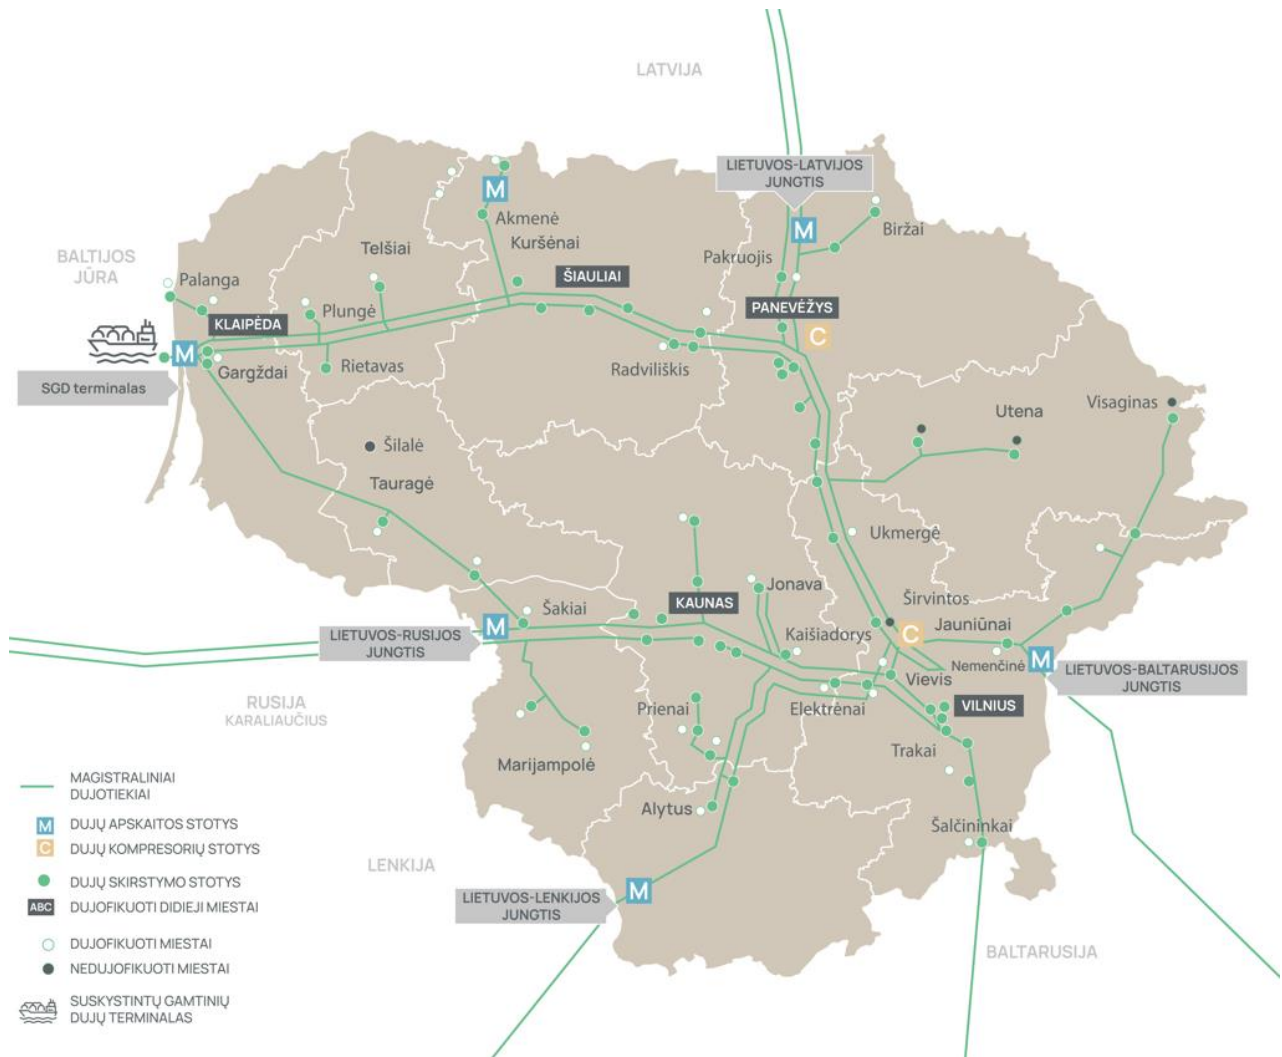 LATVIJA
LIETUVOS-LATVIJOS
JUNGTIS
M
M
Akmenė
Biržai
Kuršėnai
Telšiai
BALTIJOS
JŪRA
Pakruojis
ŠIAULIAI
Palanga
PANEVĖŽYS
Plungė
KLAIPĖDA
C
M
Gargždai
Rietavas
Radviliškis
SGD terminalas
Visaginas
Utena
Šilalė
Tauragė
Ukmergė
Jonava
Širvintos
KAUNAS
Šakiai
M
LIETUVOS-RUSIJOS
JUNGTIS
Kaišiadorys
C
Jauniūnai
Nemenčinė
M
LIETUVOS-BALTARUSIJOS
JUNGTIS
Vievis
RUSIJA
KARALIAUČIUS
Prienai
Elektrėnai
VILNIUS
Trakai
Marijampolė
Alytus
Šalčininkai
LENKIJA
M
LIETUVOS-LENKIJOS
JUNGTIS
BALTARUSIJA
MAGISTRALINIAI
DUJOTIEKIAI
M DUJŲ APSKAITOS STOTYS
C DUJŲ KOMPRESORIŲ STOTYS
DUJŲ SKIRSTYMO STOTYS
ABC DUJOFIKUOTI DIDIEJI MIESTAI
DUJOFIKUOTI MIESTAI
NEDUJOFIKUOTI MIESTAI
SUSKYSTINTŲ GAMTINIŲ
DUJŲ TERMINALAS